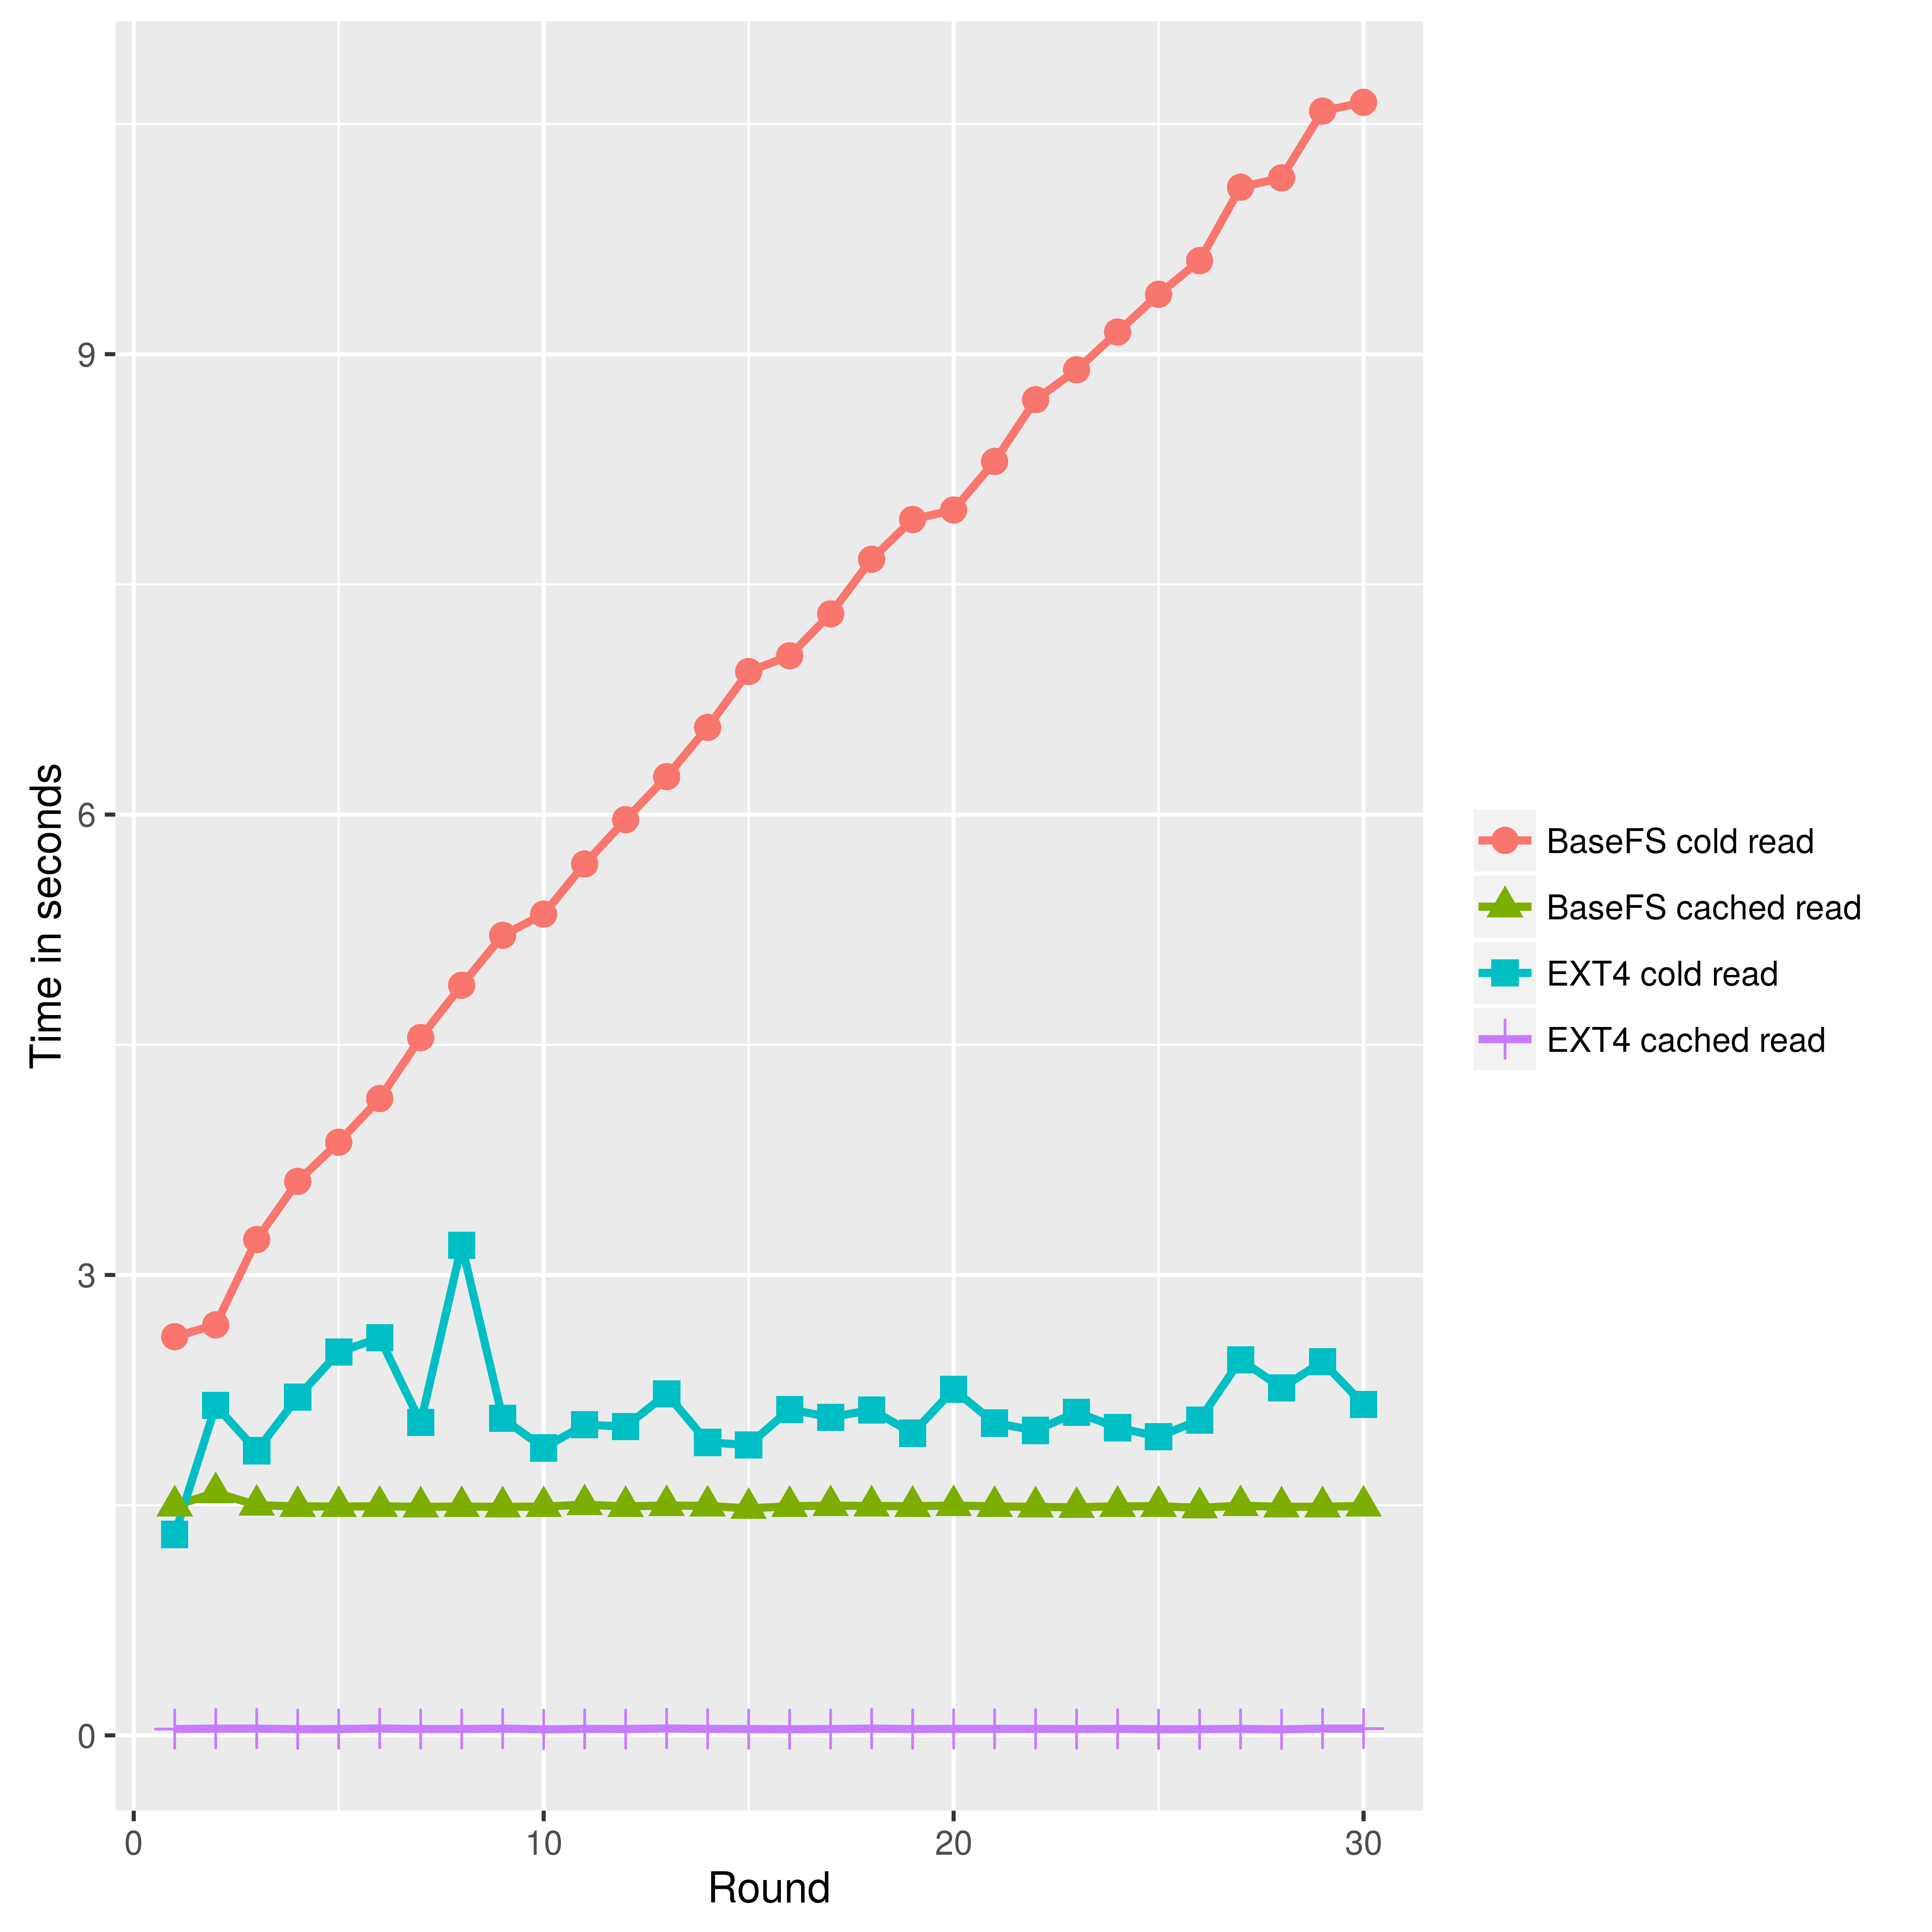 Time in seconds
9
6
3
0
0
10
20
30
Round
BaseFS cold read
BaseFS cached read
EXT4 cold read
EXT4 cached read